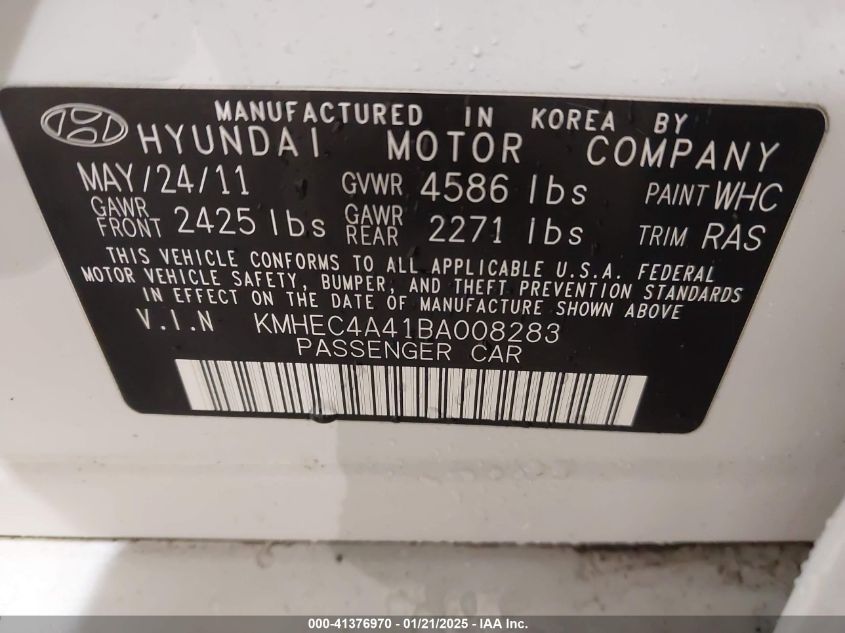 MANUFACTURED IN KOREA BY
HYUNDAI MOTOR COMPANY
MAY/24/11 GVWR 4586 lbs PAINT WHC
GAWR FRONT 2425 lbs GAWR REAR 2271 lbs TRIM RAS
THIS VEHICLE CONFORMS TO ALL APPLICABLE U.S.A. FEDERAL
MOTOR VEHICLE SAFETY, BUMPER, AND THEFT PREVENTION STANDARDS
IN EFFECT ON THE DATE OF MANUFACTURE SHOWN ABOVE
V.I.N KMHEC4A41BA008283
PASSENGER CAR
000-41376970 - 01/21/2025 - IAA Inc.